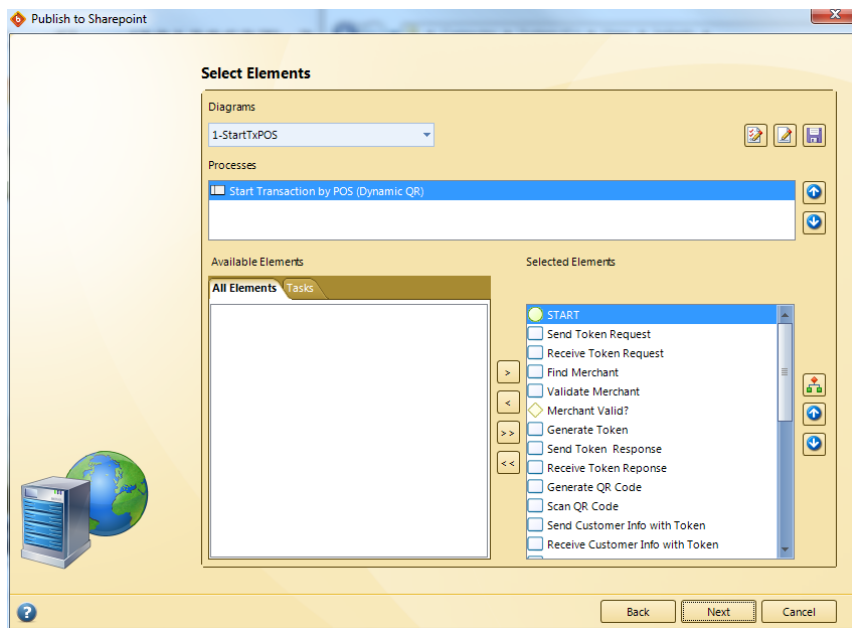 Publish to Sharepoint
Select Elements
Diagrams
1-StartTxPOS
Processes
Start Transaction by POS (Dynamic QR)
Available Elements
Selected Elements
All Elements
Tasks
START
Send Token Request
Receive Token Request
Find Merchant
Validate Merchant
Merchant Valid?
Generate Token
Send Token  Response
Receive Token Reponse
Generate QR Code
Scan QR Code
Send Customer Info with Token
Receive Customer Info with Token
>
<
>>
<<
Back
Next
Cancel